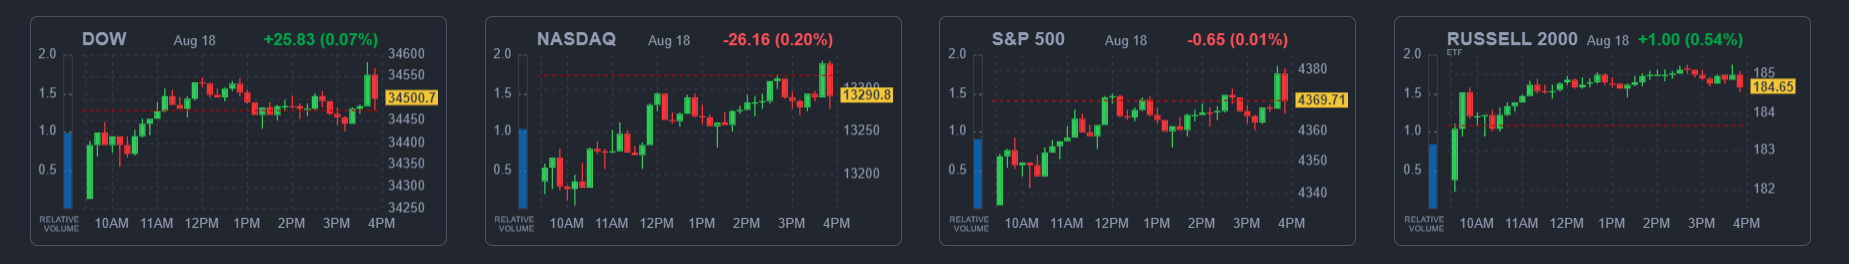 DOW Aug 18 +25.83 (0.07%)
2.0
1.5
1.0
0.5
34600
34550
34500.7
34450
34400
34350
34300
34250
RELATIVE
VOLUME
10AM 11AM 12PM 1PM 2PM 3PM 4PM
NASDAQ Aug 18 -26.16 (0.20%)
2.0
1.5
1.0
0.5
13290.8
13250
13200
RELATIVE
VOLUME
10AM 11AM 12PM 1PM 2PM 3PM 4PM
S&P 500 Aug 18 -0.65 (0.01%)
2.0
1.5
1.0
0.5
4380
4369.71
4360
4350
4340
RELATIVE
VOLUME
10AM 11AM 12PM 1PM 2PM 3PM 4PM
RUSSELL 2000 Aug 18 +1.00 (0.54%)
ETF
2.0
1.5
1.0
0.5
185
184.65
184
183
182
RELATIVE
VOLUME
10AM 11AM 12PM 1PM 2PM 3PM 4PM